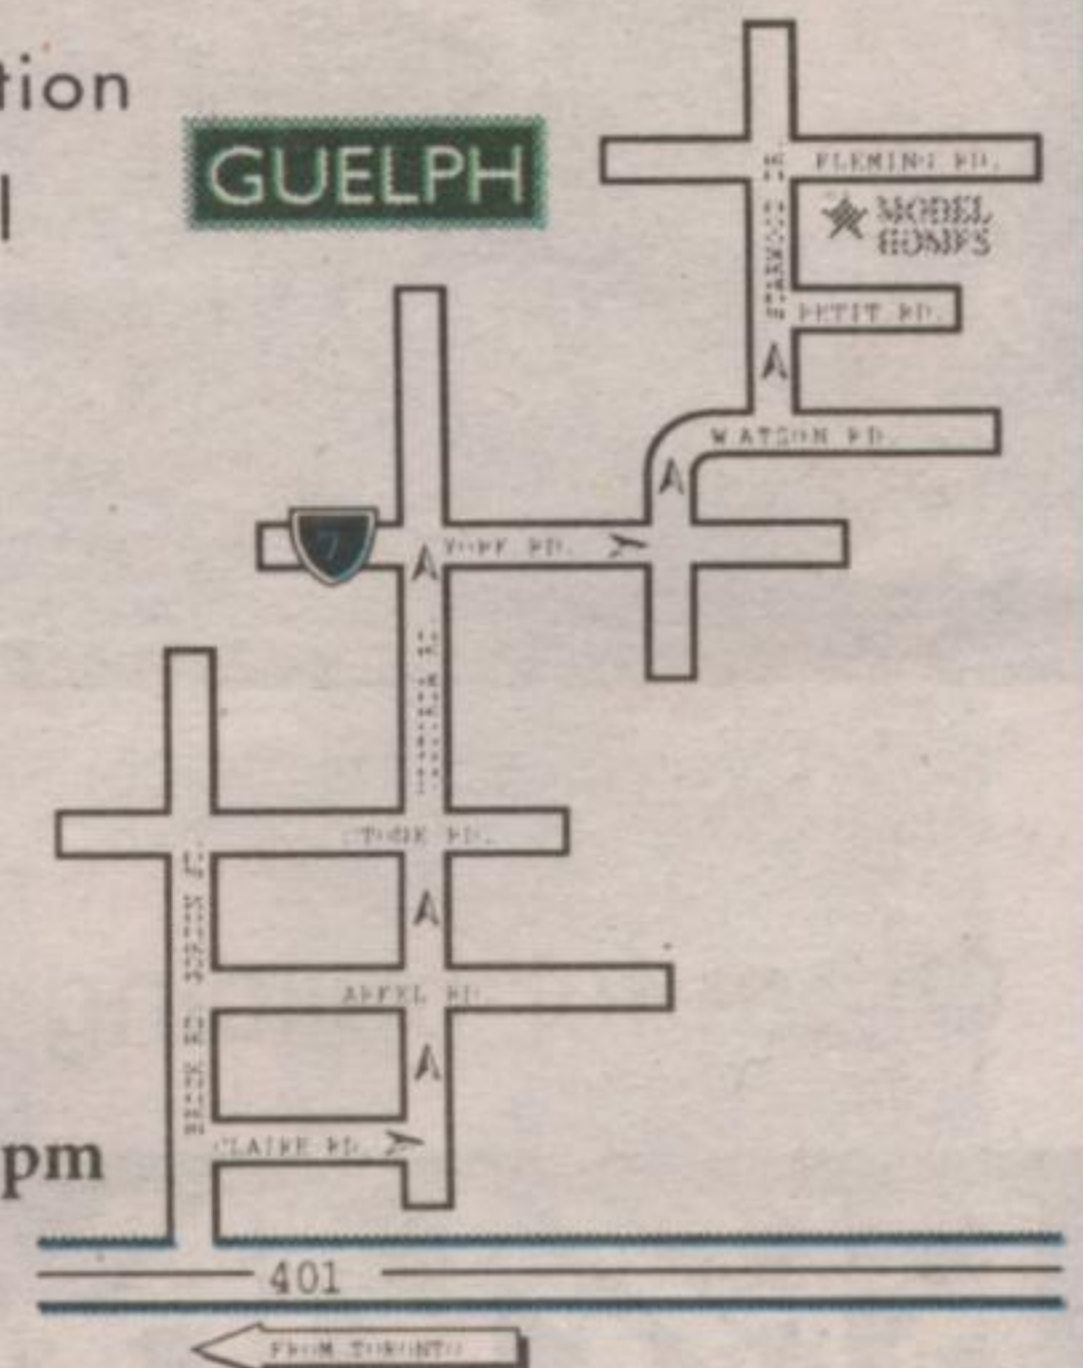 tion
l
GUELPH
FLEMING RD.
MODEL
HOMES
PETIT RD.
WATSON RD.
7
YORK RD.
STONE RD.
ARKEL RD.
CLAIRE RD.
pm
401
FROM TORONTO